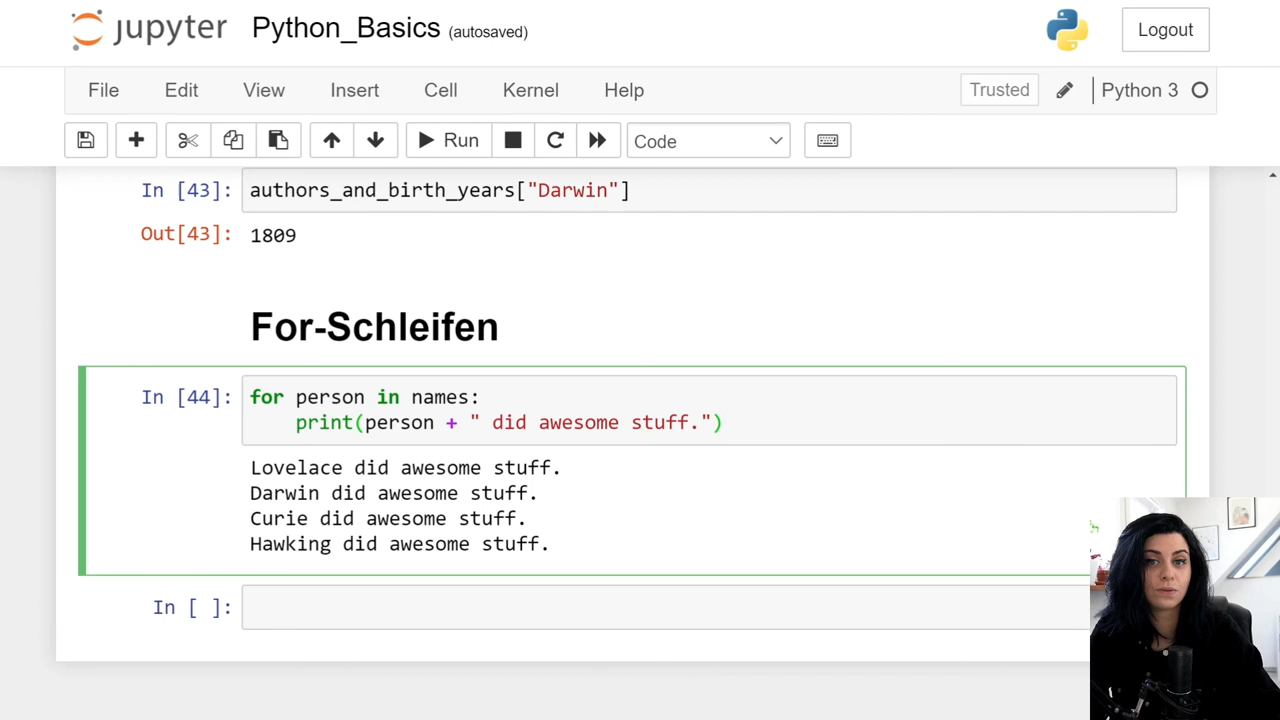 jupyter Python_Basics (autosaved) Logout
File Edit View Insert Cell Kernel Help Trusted Python 3
Run Code
In [43]: authors_and_birth_years["Darwin"]
Out[43]: 1809
For-Schleifen
In [44]: for person in names:
print(person + " did awesome stuff.")
Lovelace did awesome stuff.
Darwin did awesome stuff.
Curie did awesome stuff.
Hawking did awesome stuff.
In [ ]: